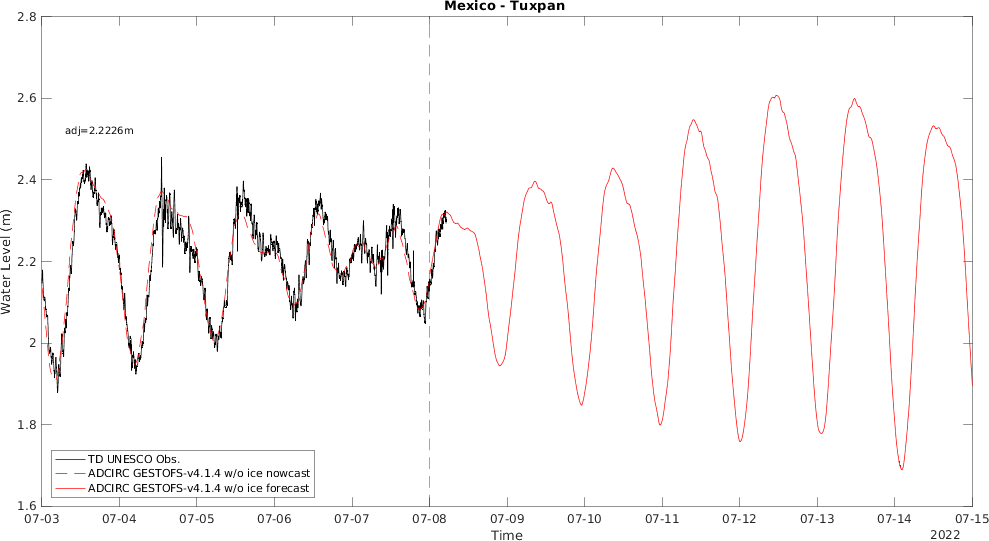 Mexico - Tuxpan
2.8
2.6
2.4
2.2
2
1.8
1.6
Water Level (m)
adj=2.2226m
TD UNESCO Obs.
ADCIRC GESTOFS-v4.1.4 w/o ice nowcast
ADCIRC GESTOFS-v4.1.4 w/o ice forecast
07-03 07-04 07-05 07-06 07-07 07-08 07-09 07-10 07-11 07-12 07-13 07-14 07-15
Time
2022